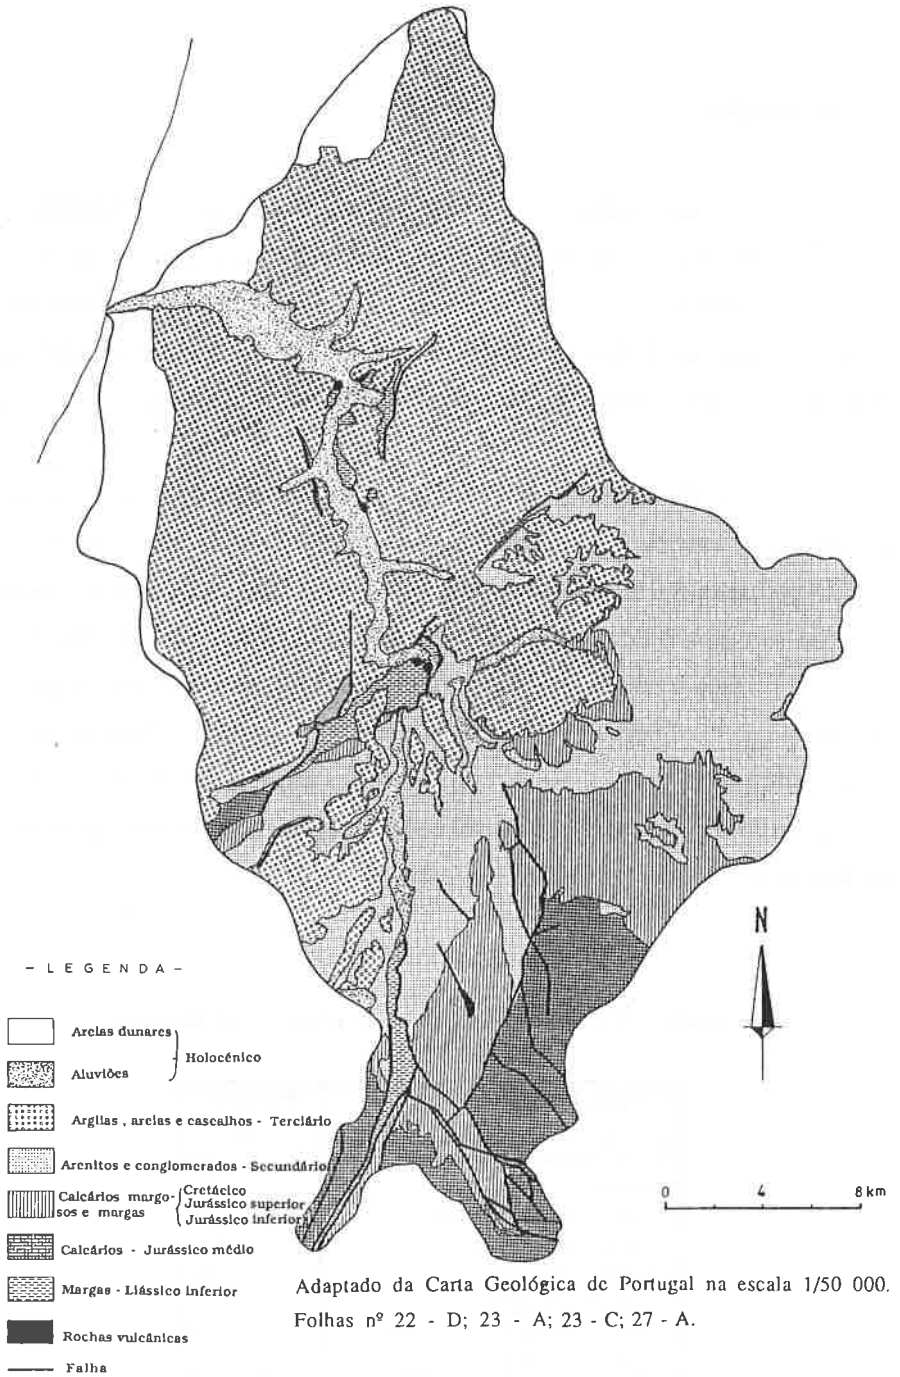 N
- L E G E N D A -
Areias dunares
Holocénico
Aluviões
Argilas , areias e cascalhos - Terciário
Arenitos e conglomerados - Secundário
Calcários margo-
sos e margas
Cretácico
Jurássico superior
Jurássico inferior
Calcários - Jurássico médio
Margas - Liássico inferior
Rochas vulcânicas
Falha
0 4 8 km
Adaptado da Carta Geológica de Portugal na escala 1/50 000.
Folhas nº 22 - D; 23 - A; 23 - C; 27 - A.